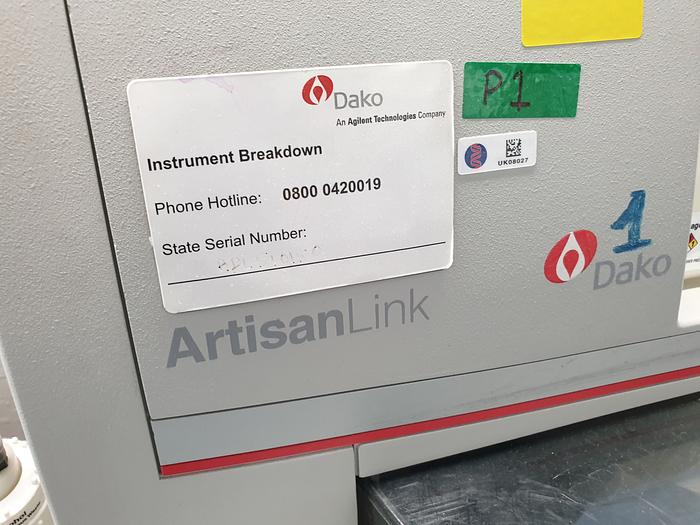 Dako
An Agilent Technologies Company
Instrument Breakdown
Phone Hotline: 0800 0420019
State Serial Number:
P1
UK08027
1
Dako
ArtisanLink